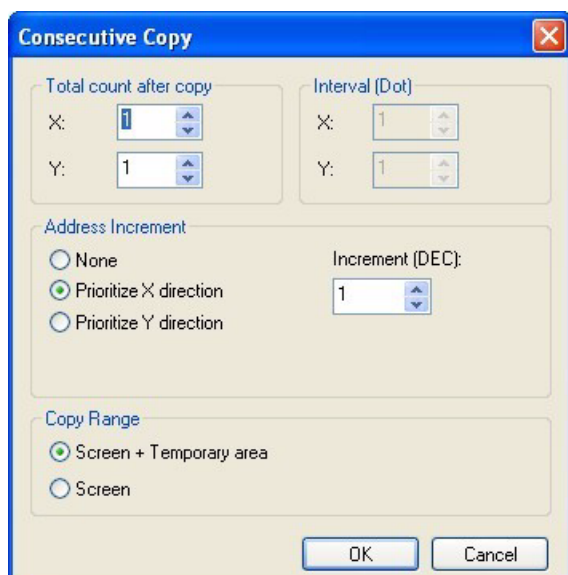 Consecutive Copy
Total count after copy
X: 1
Y: 1
Interval (Dot)
X: 1
Y: 1
Address Increment
None
Prioritize X direction
Prioritize Y direction
Increment (DEC):
1
Copy Range
Screen + Temporary area
Screen
OK Cancel